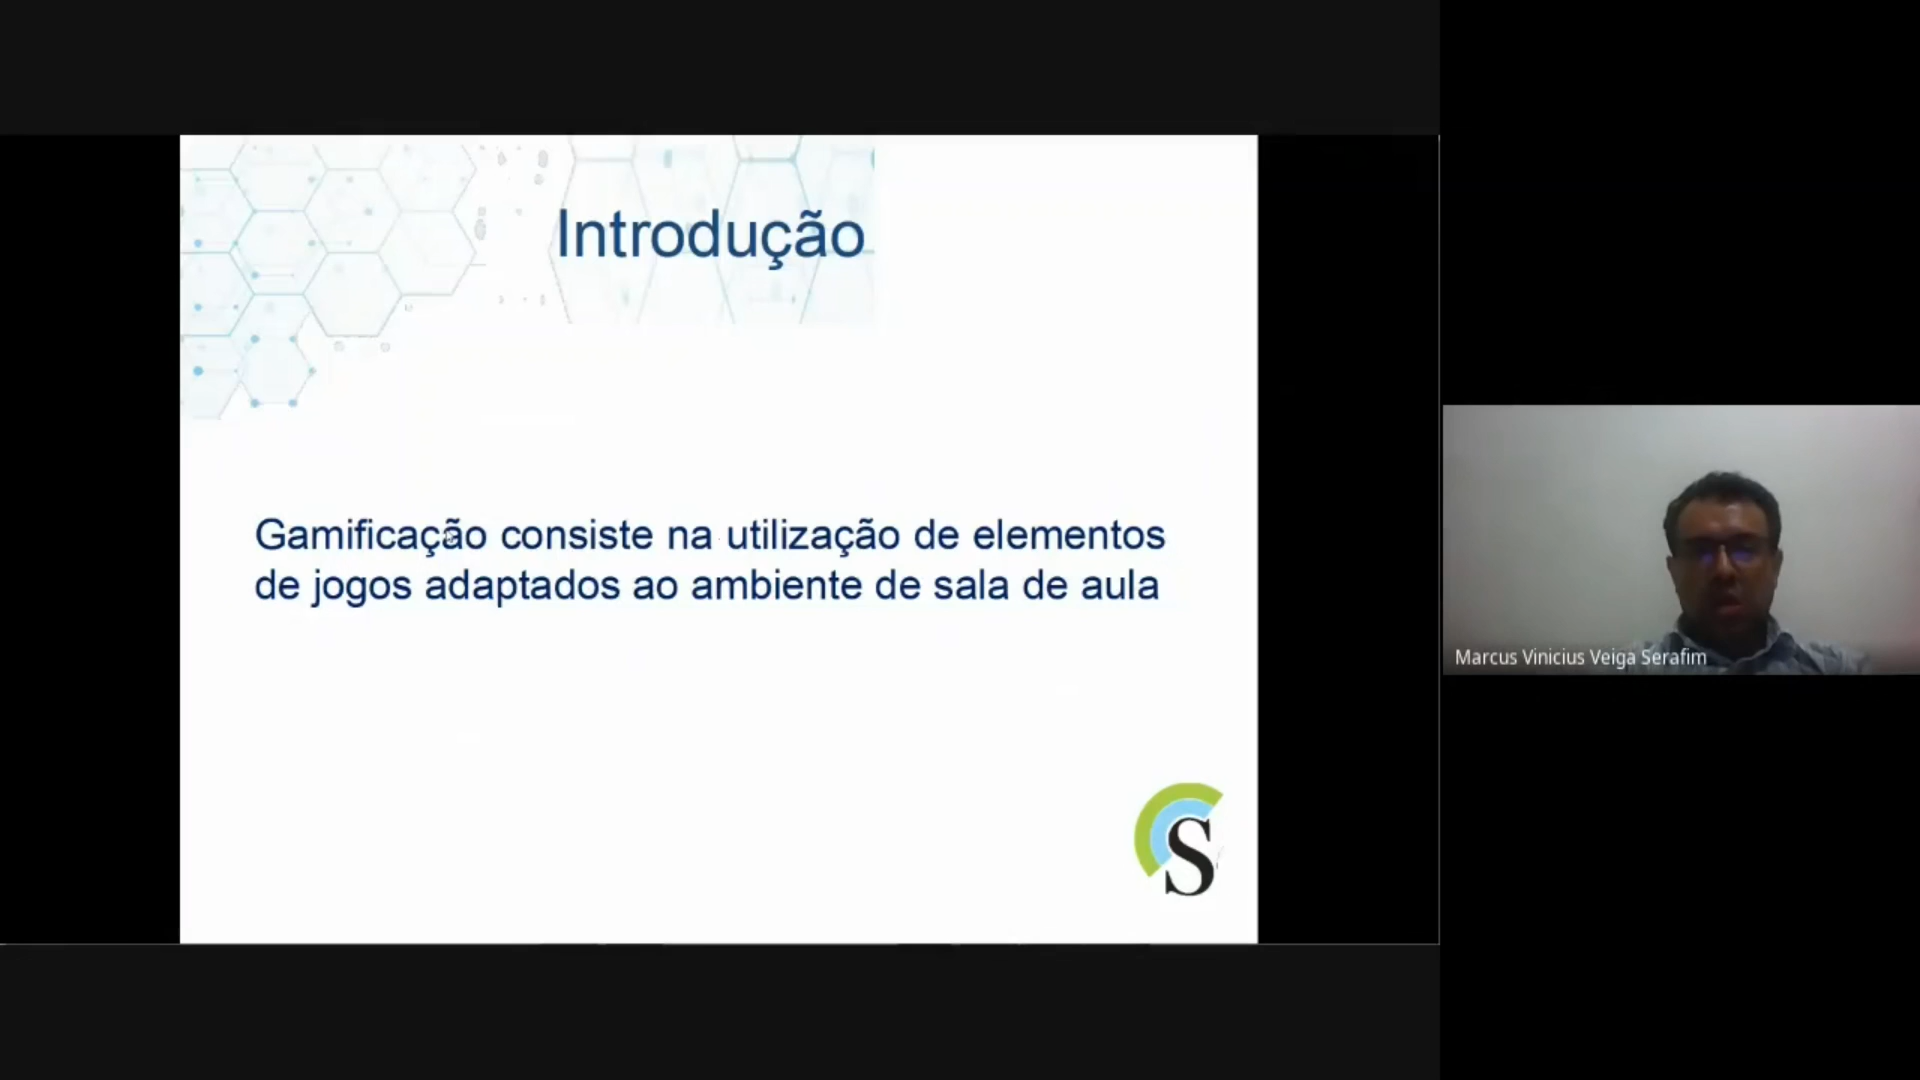 Introdução
Gamificação consiste na utilização de elementos
de jogos adaptados ao ambiente de sala de aula
S
Marcus Vinicius Veiga Serafim